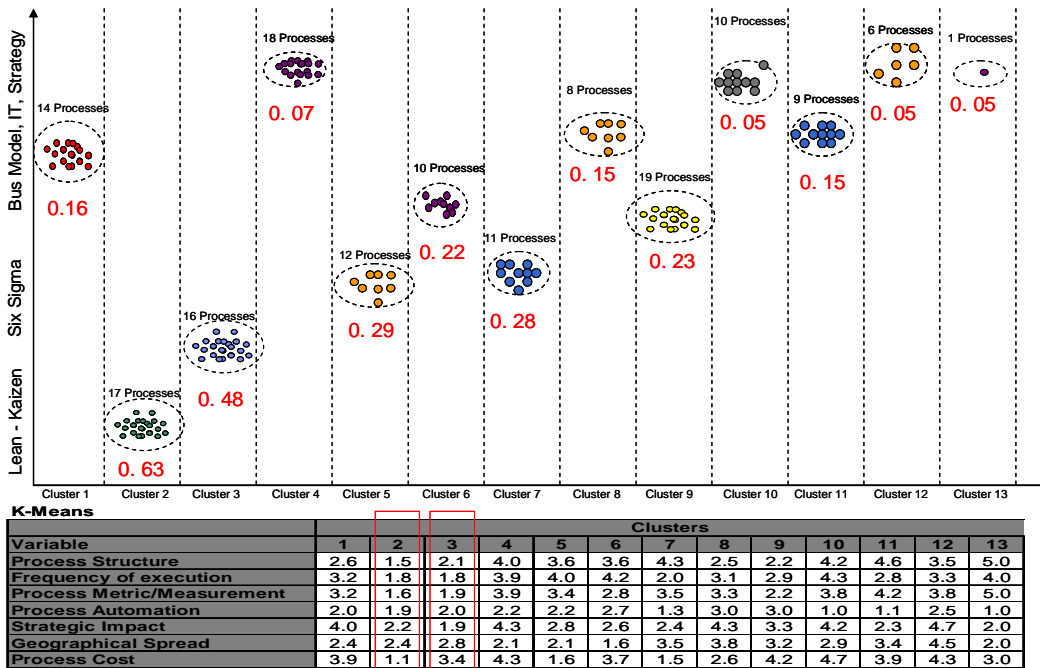 10 Processes
6 Processes
1 Processes
18 Processes
8 Processes
9 Processes
14 Processes
0. 07
0. 05
0. 05
0. 05
0. 16
10 Processes
0. 15
19 Processes
0. 15
0. 22
11 Processes
0. 23
12 Processes
0. 29
0. 28
16 Processes
0. 48
17 Processes
0. 63
Bus Model, IT, Strategy
Six Sigma
Lean - Kaizen
Cluster 1 Cluster 2 Cluster 3 Cluster 4 Cluster 5 Cluster 6 Cluster 7 Cluster 8 Cluster 9 Cluster 10 Cluster 11 Cluster 12 Cluster 13
K-Means
Clusters
Variable 1 2 3 4 5 6 7 8 9 10 11 12 13
Process Structure 2.6 1.5 2.1 4.0 3.6 3.6 4.3 2.5 2.2 4.2 4.6 3.5 5.0
Frequency of execution 3.2 1.8 1.8 3.9 4.0 4.2 2.0 3.1 2.9 4.3 2.8 3.3 4.0
Process Metric/Measurement 3.2 1.6 1.9 3.9 3.4 2.8 3.5 3.3 2.2 3.8 4.2 3.8 5.0
Process Automation 2.0 1.9 2.0 2.2 2.2 2.7 1.3 3.0 3.0 1.0 1.1 2.5 1.0
Strategic Impact 4.0 2.2 1.9 4.3 2.8 2.6 2.4 4.3 3.3 4.2 2.3 4.7 2.0
Geographical Spread 2.4 2.4 2.8 2.1 2.1 1.6 3.5 3.8 3.2 2.9 3.4 4.5 2.0
Process Cost 3.9 1.1 3.4 4.3 1.6 3.7 1.5 2.6 4.2 4.7 3.9 4.3 3.0